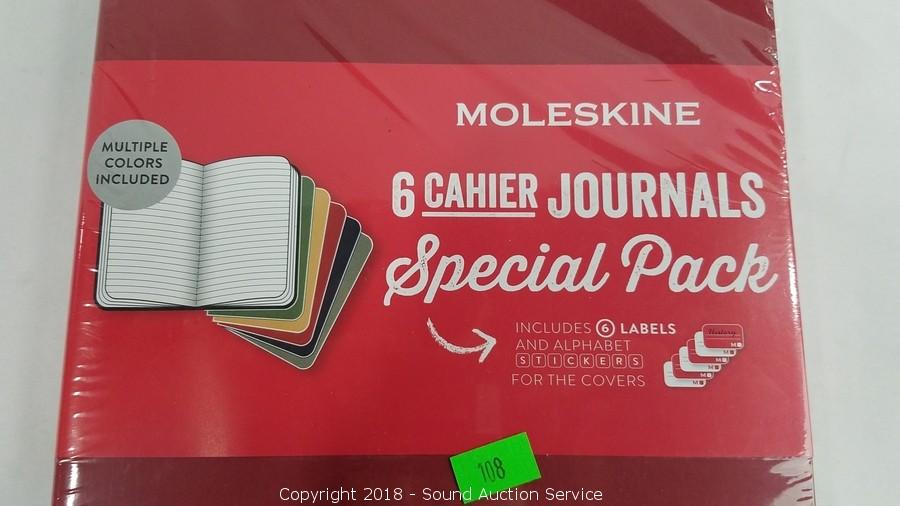 MOLESKINE
MULTIPLE
COLORS
INCLUDED
6 CAHIER JOURNALS
Special Pack
INCLUDES 6 LABELS
AND ALPHABET
STICKERS
FOR THE COVERS
History
M
M
M
M
M
108
Copyright 2018 - Sound Auction Service